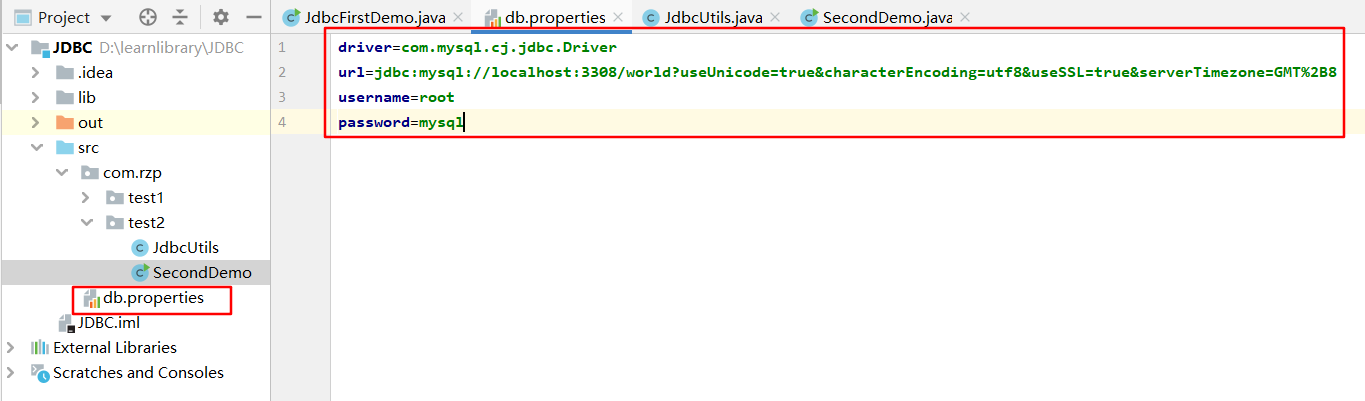 Project
JdbcFirstDemo.java
db.properties
JdbcUtils.java
SecondDemo.java
JDBC D:\learnlibrary\JDBC
.idea
lib
out
src
com.rzp
test1
test2
JdbcUtils
SecondDemo
db.properties
JDBC.iml
External Libraries
Scratches and Consoles
1 driver=com.mysql.cj.jdbc.Driver
2 url=jdbc:mysql://localhost:3308/world?useUnicode=true&characterEncoding=utf8&useSSL=true&serverTimezone=GMT%2B8
3 username=root
4 password=mysql